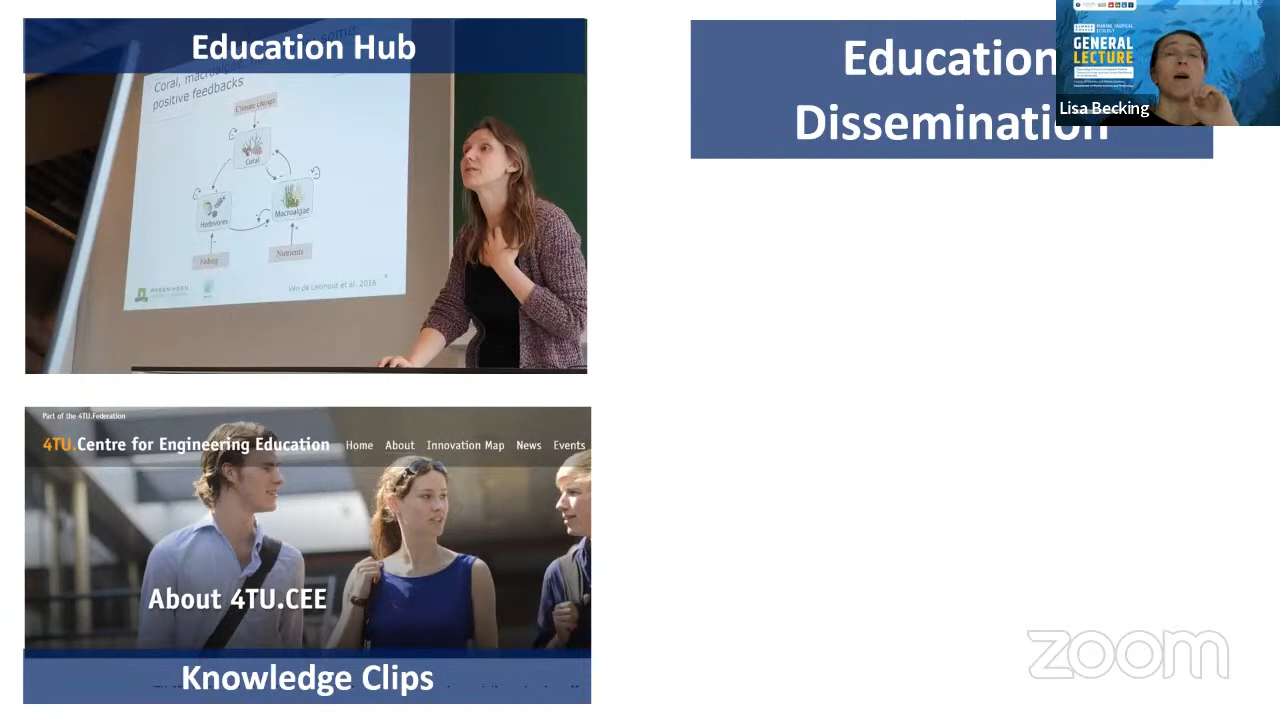 Education Hub
Coral, macroalgae
some
positive feedbacks
Climate change
Coral
Herbivores
Macroalgae
Fishing
Nutrients
Van de Leemput et al. 2016
Part of the 4TU.Federation
4TU.Centre for Engineering Education
Home About Innovation Map News Events
About 4TU.CEE
Knowledge Clips
Education
Dissemination
MARINE TROPICAL
ECOLOGY
GENERAL
LECTURE
Lisa Becking
zoom